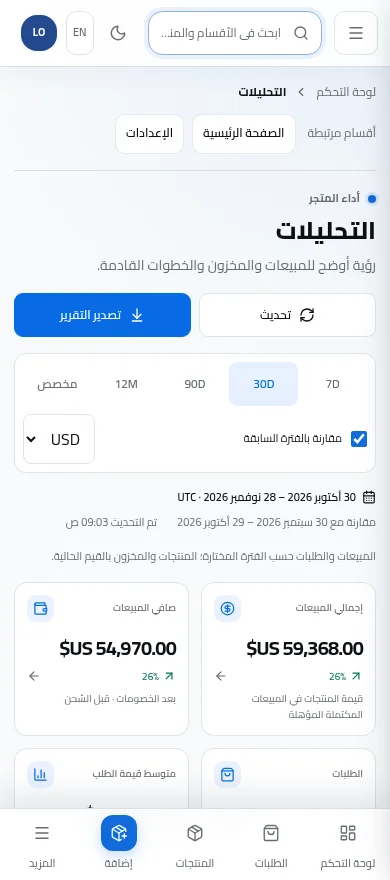 ابحث في الأقسام والمنـ...
EN
LO
لوحة التحكم
التحليلات
أقسام مرتبطة
الصفحة الرئيسية
الإعدادات
أداء المتجر
التحليلات
رؤية أوضح للمبيعات والمخزون والخطوات القادمة.
تحديث
تصدير التقرير
7D
30D
90D
12M
مخصص
مقارنة بالفترة السابقة
USD
30 أكتوبر 2026 – 28 نوفمبر 2026 · UTC
مقارنة مع 30 سبتمبر 2026 – 29 أكتوبر 2026
تم التحديث 09:03 ص
المبيعات والطلبات حسب الفترة المختارة؛ المنتجات والمخزون بالقيم الحالية.
إجمالي المبيعات
US$ 59,368.00
26%
قيمة المنتجات في المبيعات المكتملة المؤهلة
صافي المبيعات
US$ 54,970.00
26%
بعد الخصومات · قبل الشحن
الطلبات
متوسط قيمة الطلب
لوحة التحكم
الطلبات
المنتجات
إضافة
المزيد